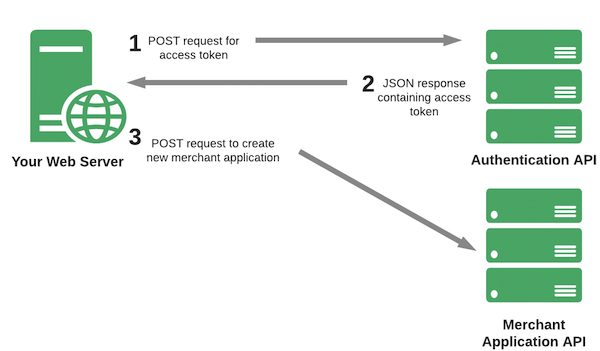 1 POST request for
access token
2 JSON response
containing access
token
3 POST request to create
new merchant application
Your Web Server
Authentication API
Merchant
Application API